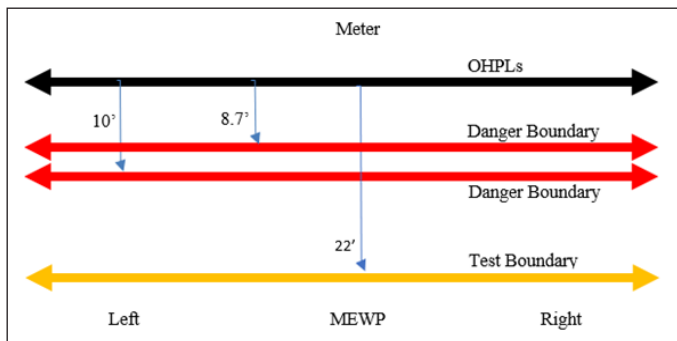 Meter
OHPLs
10'
8.7'
Danger Boundary
Danger Boundary
22'
Test Boundary
Left MEWP Right